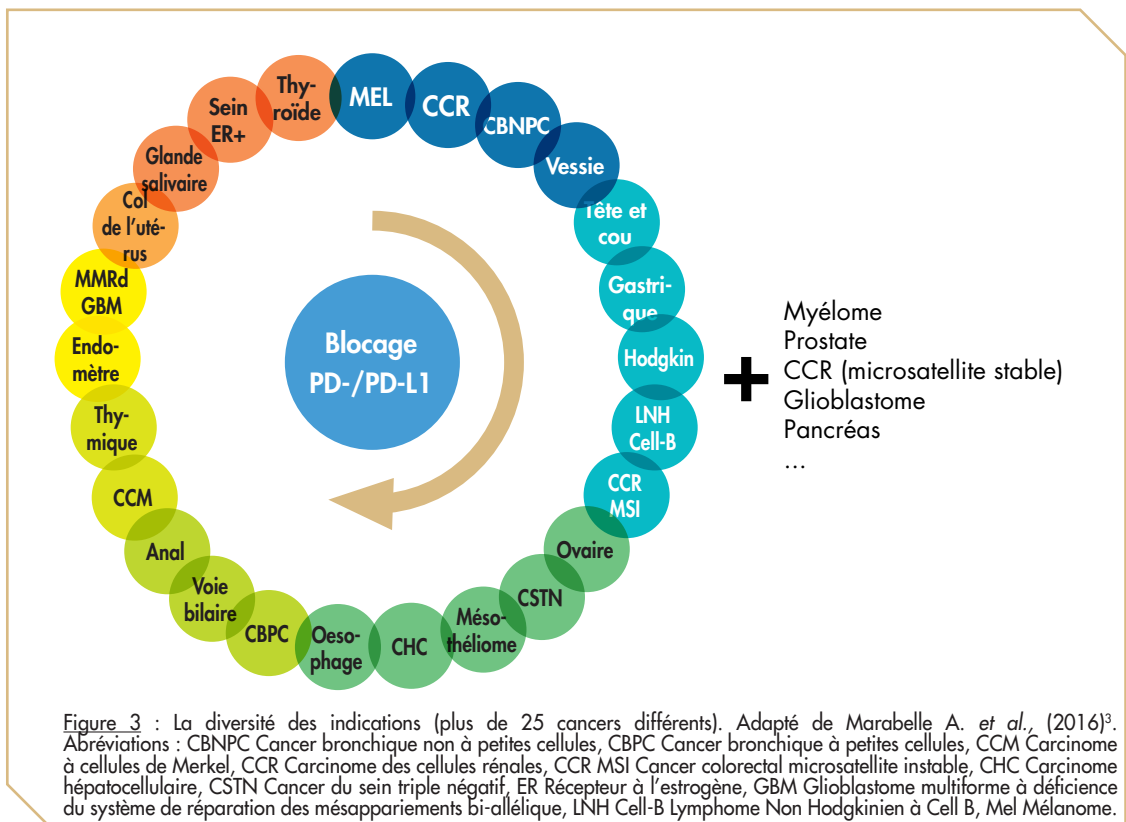 MEL
CCR
CBNPC
Vessie
Tête et
cou
Gastri-
que
Hodgkin
LNH
Cell-B
CCR
MSI
Ovaire
CSTN
Méso-
théliome
CHC
Oeso-
phage
CBPC
Voie
bilaire
Anal
CCM
Thy-
mique
Endo-
mètre
MMRd
GBM
Col
de l'uté-
rus
Glande
salivaire
Sein
ER+
Thy-
roïde
Blocage
PD-/PD-L1
+
Myélome
Prostate
CCR (microsatellite stable)
Glioblastome
Pancréas
...
Figure 3 : La diversité des indications (plus de 25 cancers différents). Adapté de Marabelle A. et al., (2016)³.
Abréviations : CBNPC Cancer bronchique non à petites cellules, CBPC Cancer bronchique à petites cellules, CCM Carcinome
à cellules de Merkel, CCR Carcinome des cellules rénales, CCR MSI Cancer colorectal microsatellite instable, CHC Carcinome
hépatocellulaire, CSTN Cancer du sein triple négatif, ER Récepteur à l'estrogène, GBM Glioblastome multiforme à déficience
du système de réparation des mésappariements bi-allélique, LNH Cell-B Lymphome Non Hodgkinien à Cell B, Mel Mélanome.